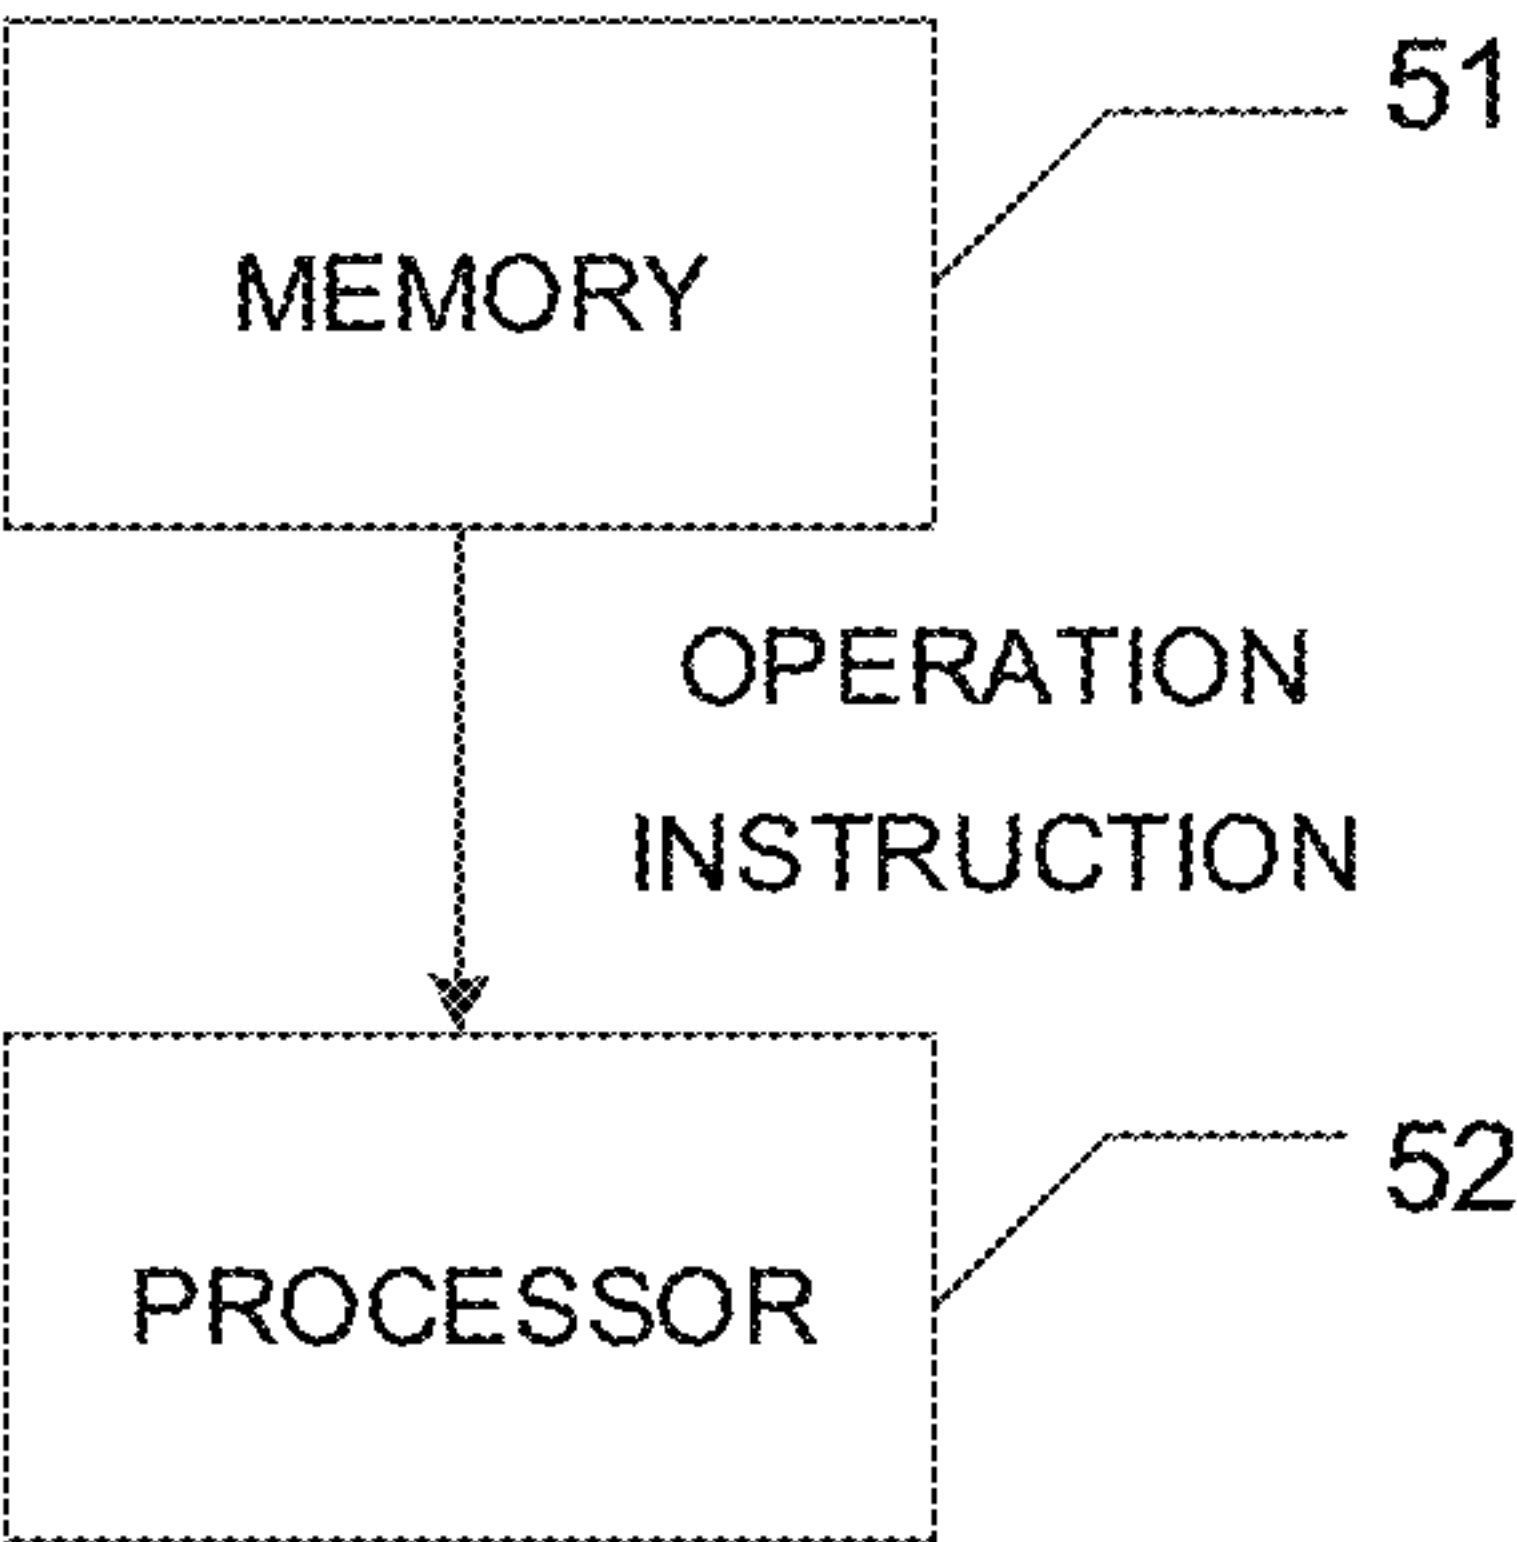 51
MEMORY
OPERATION
INSTRUCTION
52
PROCESSOR